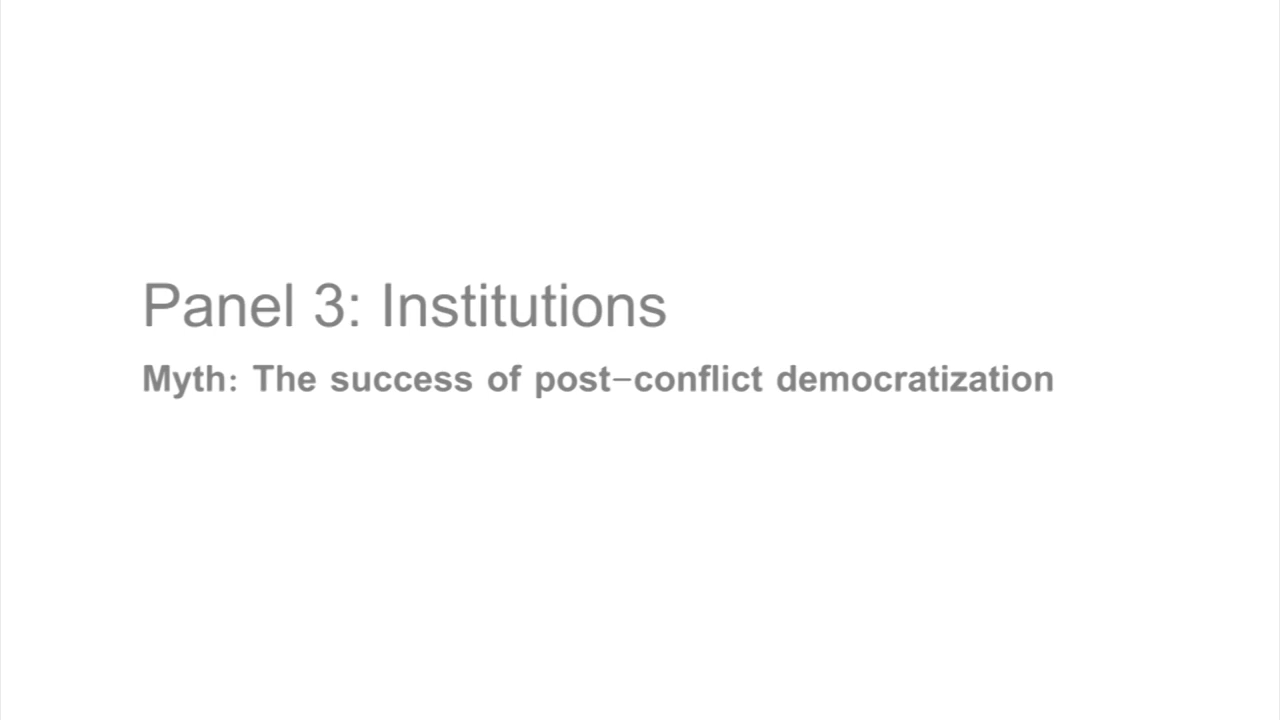 Panel 3: Institutions
Myth: The success of post-conflict democratization